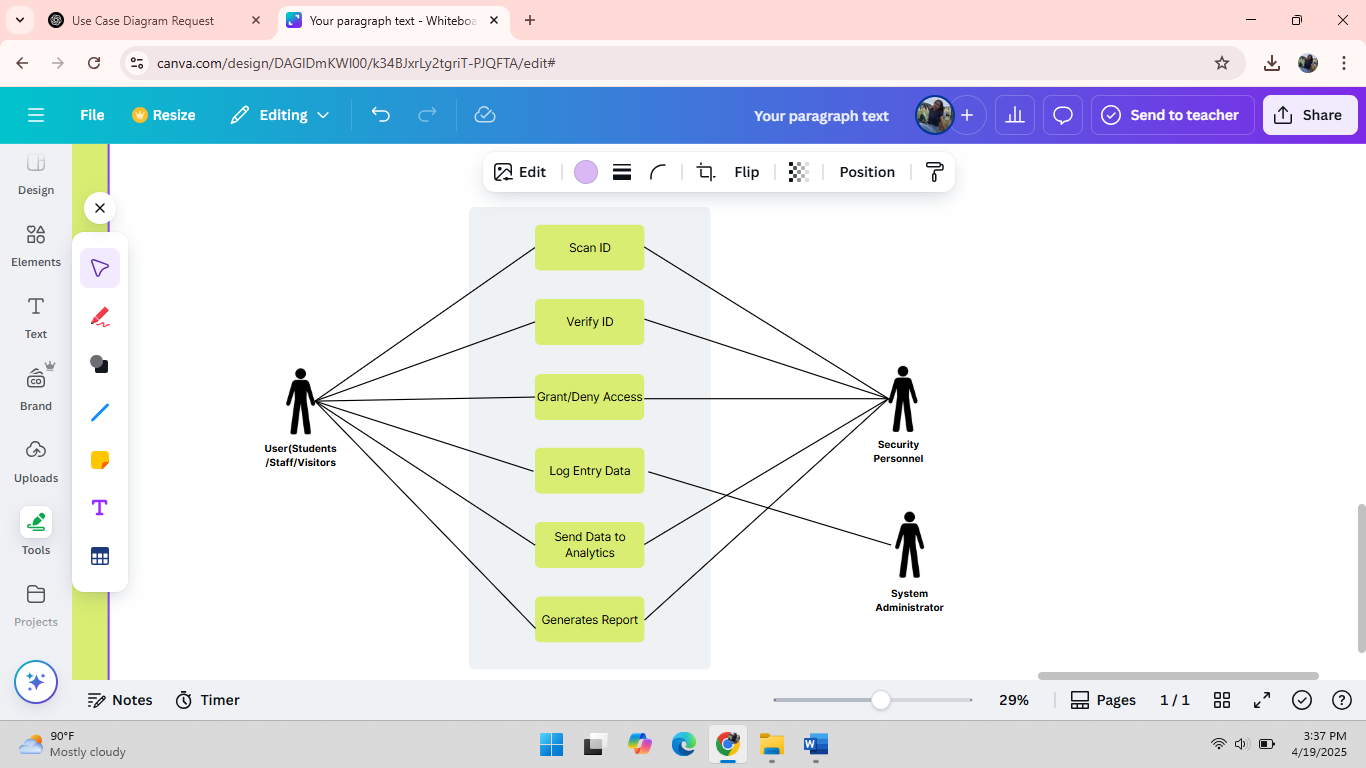 Use Case Diagram Request
Your paragraph text - Whiteboa
canva.com/design/DAGlDmKWl00/k34BJxrLy2tgriT-PJQFTA/edit#
File
Resize
Editing
Your paragraph text
Send to teacher
Share
Design
Elements
Text
Brand
Uploads
Tools
Projects
Edit
Flip
Position
Scan ID
Verify ID
Grant/Deny Access
Log Entry Data
Send Data to
Analytics
Generates Report
User(Students
/Staff/Visitors
Security
Personnel
System
Administrator
Notes
Timer
29%
Pages
1 / 1
90°F
Mostly cloudy
3:37 PM
4/19/2025